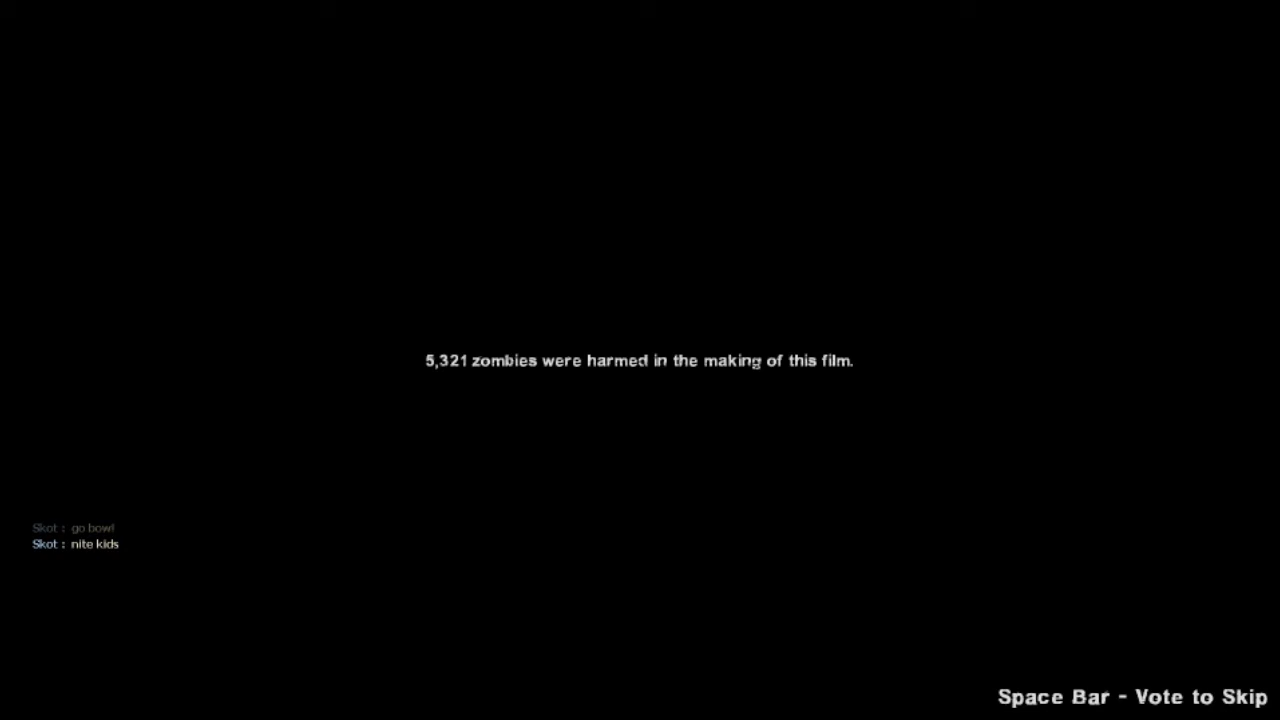 5,321 zombies were harmed in the making of this film.
Skot : go bowl
Skot : nite kids
Space Bar - Vote to Skip